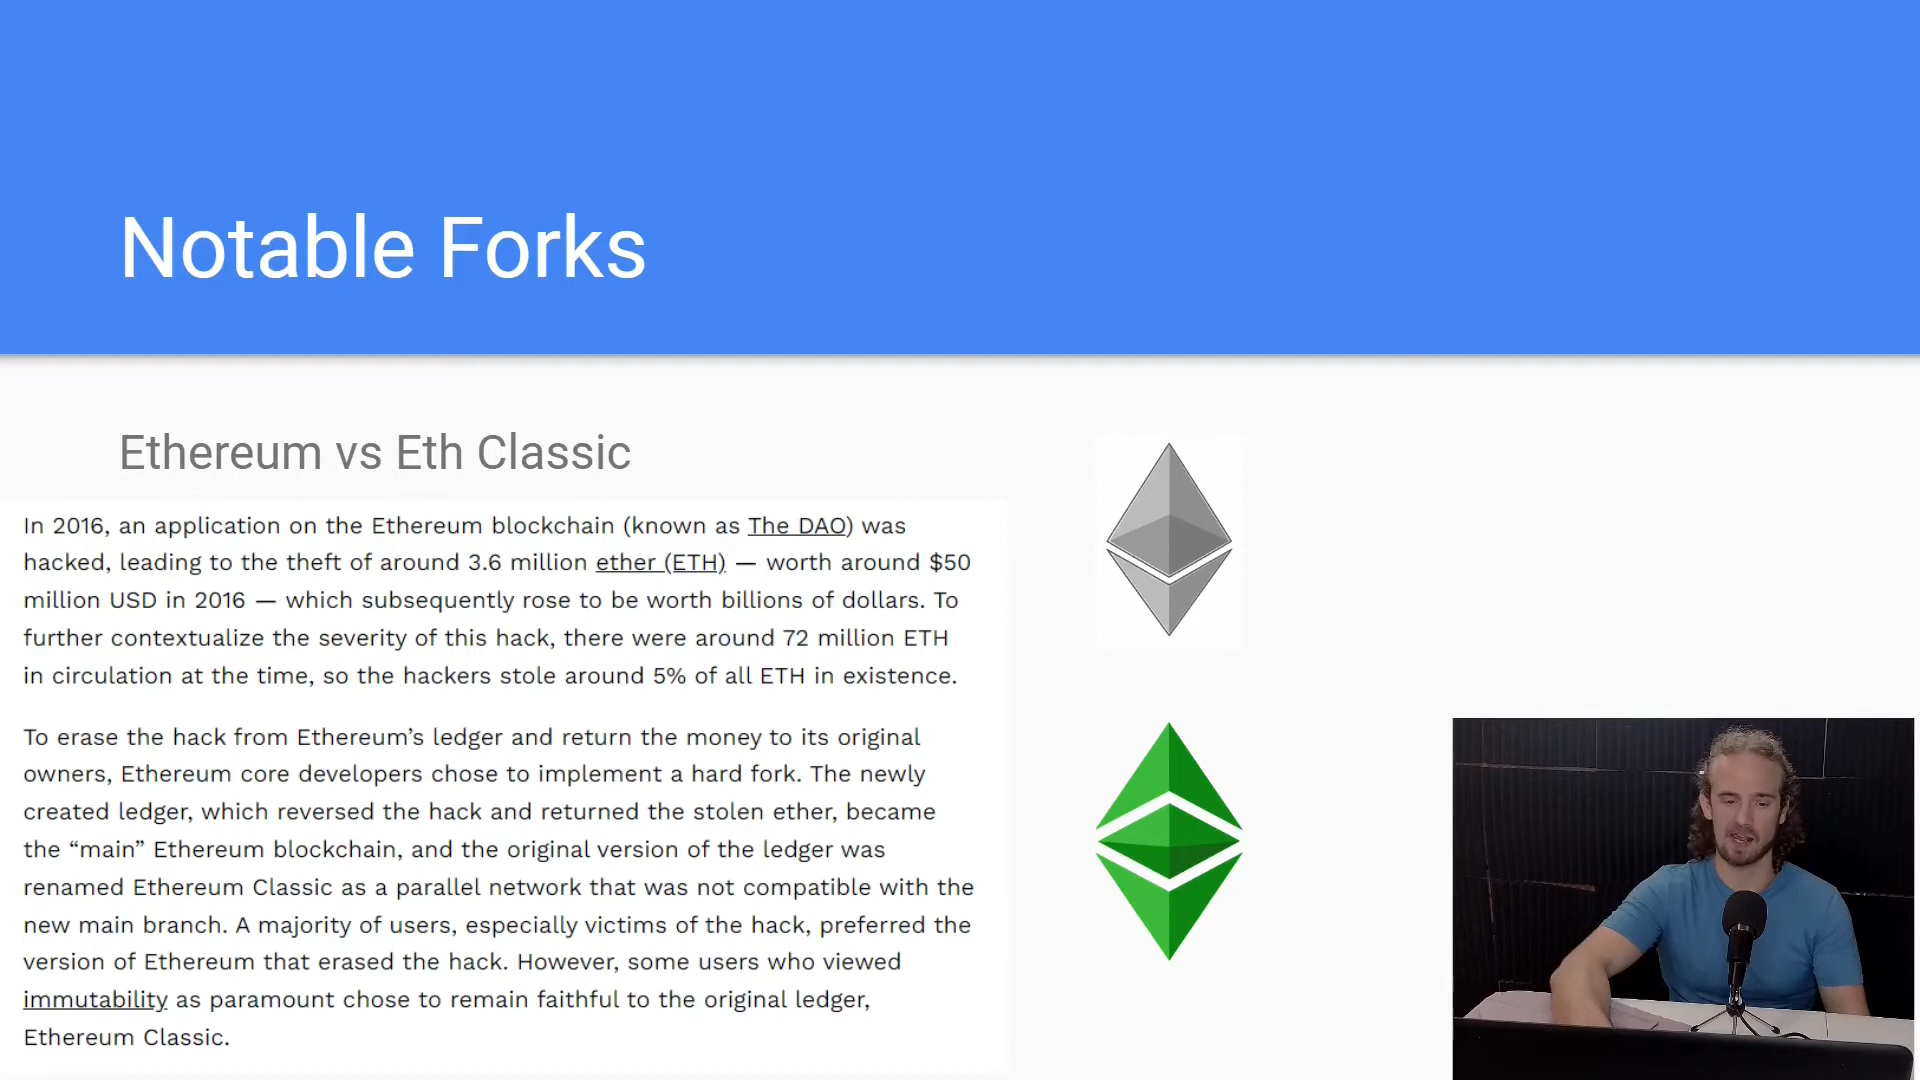 Notable Forks
Ethereum vs Eth Classic
In 2016, an application on the Ethereum blockchain (known as The DAO) was
hacked, leading to the theft of around 3.6 million ether (ETH) — worth around $50
million USD in 2016 — which subsequently rose to be worth billions of dollars. To
further contextualize the severity of this hack, there were around 72 million ETH
in circulation at the time, so the hackers stole around 5% of all ETH in existence.
To erase the hack from Ethereum’s ledger and return the money to its original
owners, Ethereum core developers chose to implement a hard fork. The newly
created ledger, which reversed the hack and returned the stolen ether, became
the “main” Ethereum blockchain, and the original version of the ledger was
renamed Ethereum Classic as a parallel network that was not compatible with the
new main branch. A majority of users, especially victims of the hack, preferred the
version of Ethereum that erased the hack. However, some users who viewed
immutability as paramount chose to remain faithful to the original ledger,
Ethereum Classic.